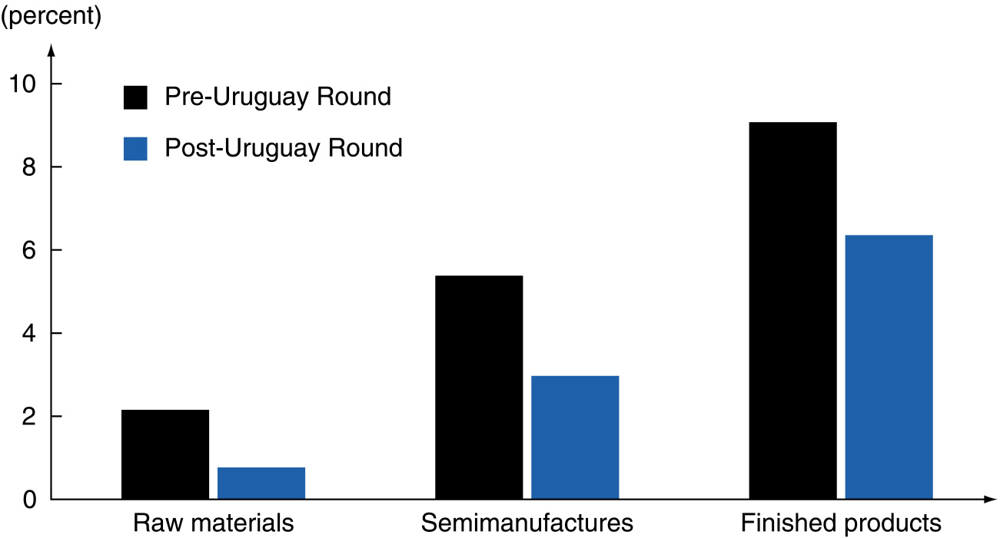 (percent)
10
8
6
4
2
0
Pre-Uruguay Round
Post-Uruguay Round
Raw materials
Semimanufactures
Finished products